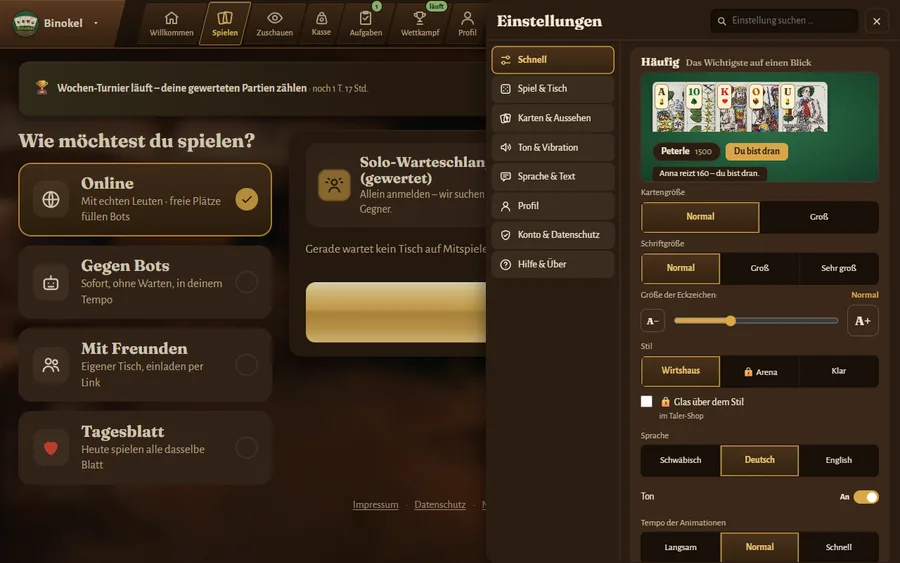 Binokel
Willkommen
Spielen
Zuschauen
Kasse
1
Aufgaben
läuft
Wettkampf
Profil
Wochen-Turnier läuft – deine gewerteten Partien zählen · noch 1 T. 17 Std.
Wie möchtest du spielen?
Online
Mit echten Leuten · freie Plätze
füllen Bots
Gegen Bots
Sofort, ohne Warten, in deinem
Tempo
Mit Freunden
Eigener Tisch, einladen per
Link
Tagesblatt
Heute spielen alle dasselbe
Blatt
Solo-Warteschlan
(gewertet)
Allein anmelden – wir suchen
Gegner.
Gerade wartet kein Tisch auf Mitspiele
Impressum · Datenschutz ·
Einstellungen
Einstellung suchen ...
Schnell
Spiel & Tisch
Karten & Aussehen
Ton & Vibration
Sprache & Text
Profil
Konto & Datenschutz
Hilfe & Über
Häufig Das Wichtigste auf einen Blick
A 10 K O U
Peterle 1500 Du bist dran
Anna reizt 160 – du bist dran.
Kartengröße
Normal Groß
Schriftgröße
Normal Groß Sehr groß
Größe der Eckzeichen: Normal
A− A+
Stil
Wirtshaus Arena Klar
Glas über dem Stil
im Taler-Shop
Sprache
Schwäbisch Deutsch English
Ton An
Tempo der Animationen
Langsam Normal Schnell